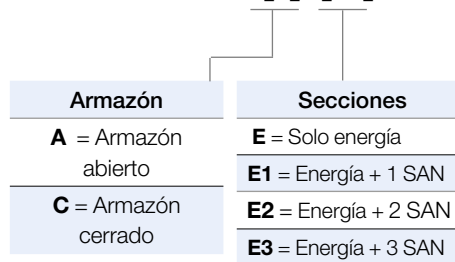 Armazón
A = Armazón
abierto
C = Armazón
cerrado
Secciones
E = Solo energía
E1 = Energía + 1 SAN
E2 = Energía + 2 SAN
E3 = Energía + 3 SAN